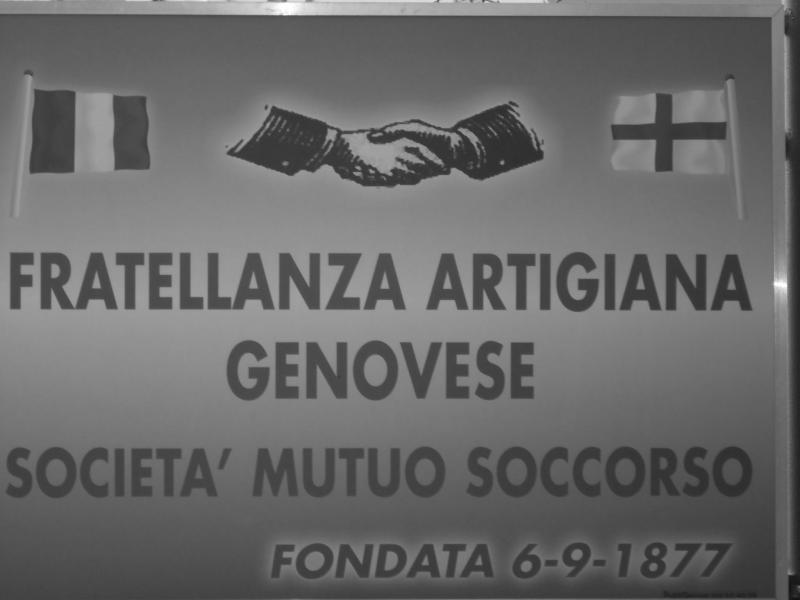 FRATELLANZA ARTIGIANA
GENOVESE
SOCIETA' MUTUO SOCCORSO
FONDATA 6-9-1877